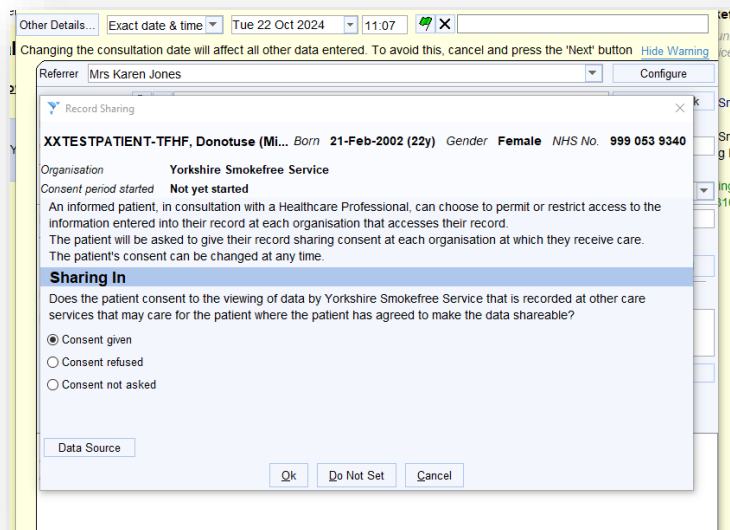 Other Details... Exact date & time Tue 22 Oct 2024 11:07
Changing the consultation date will affect all other data entered. To avoid this, cancel and press the 'Next' button Hide Warning
Referrer Mrs Karen Jones Configure
Record Sharing
XXTESTPATIENT-TFHF, Donotuse (Mi... Born 21-Feb-2002 (22y) Gender Female NHS No. 999 053 9340
Organisation Yorkshire Smokefree Service
Consent period started Not yet started
An informed patient, in consultation with a Healthcare Professional, can choose to permit or restrict access to the
information entered into their record at each organisation that accesses their record.
The patient will be asked to give their record sharing consent at each organisation at which they receive care.
The patient's consent can be changed at any time.
Sharing In
Does the patient consent to the viewing of data by Yorkshire Smokefree Service that is recorded at other care
services that may care for the patient where the patient has agreed to make the data shareable?
Consent given
Consent refused
Consent not asked
Data Source
Ok Do Not Set Cancel